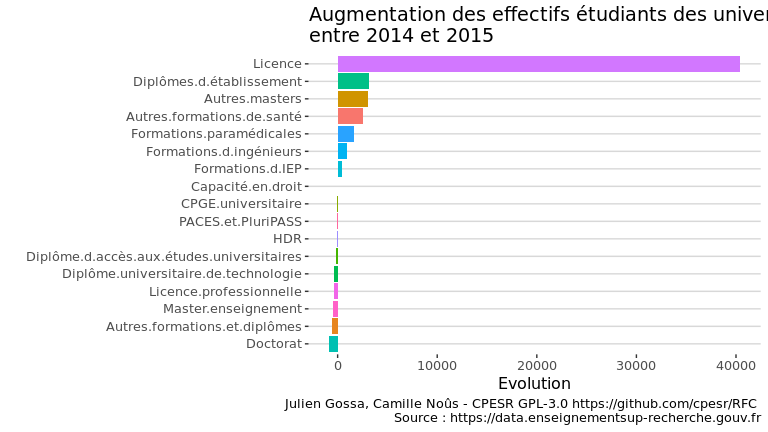 Augmentation des effectifs étudiants des univer
entre 2014 et 2015
Licence
Diplômes.d.établissement
Autres.masters
Autres.formations.de.santé
Formations.paramédicales
Formations.d.ingénieurs
Formations.d.IEP
Capacité.en.droit
CPGE.universitaire
PACES.et.PluriPASS
HDR
Diplôme.d.accès.aux.études.universitaires
Diplôme.universitaire.de.technologie
Licence.professionnelle
Master.enseignement
Autres.formations.et.diplômes
Doctorat
0 10000 20000 30000 40000
Evolution
Julien Gossa, Camille Noûs - CPESR GPL-3.0 https://github.com/cpesr/RFC
Source : https://data.enseignementsup-recherche.gouv.fr